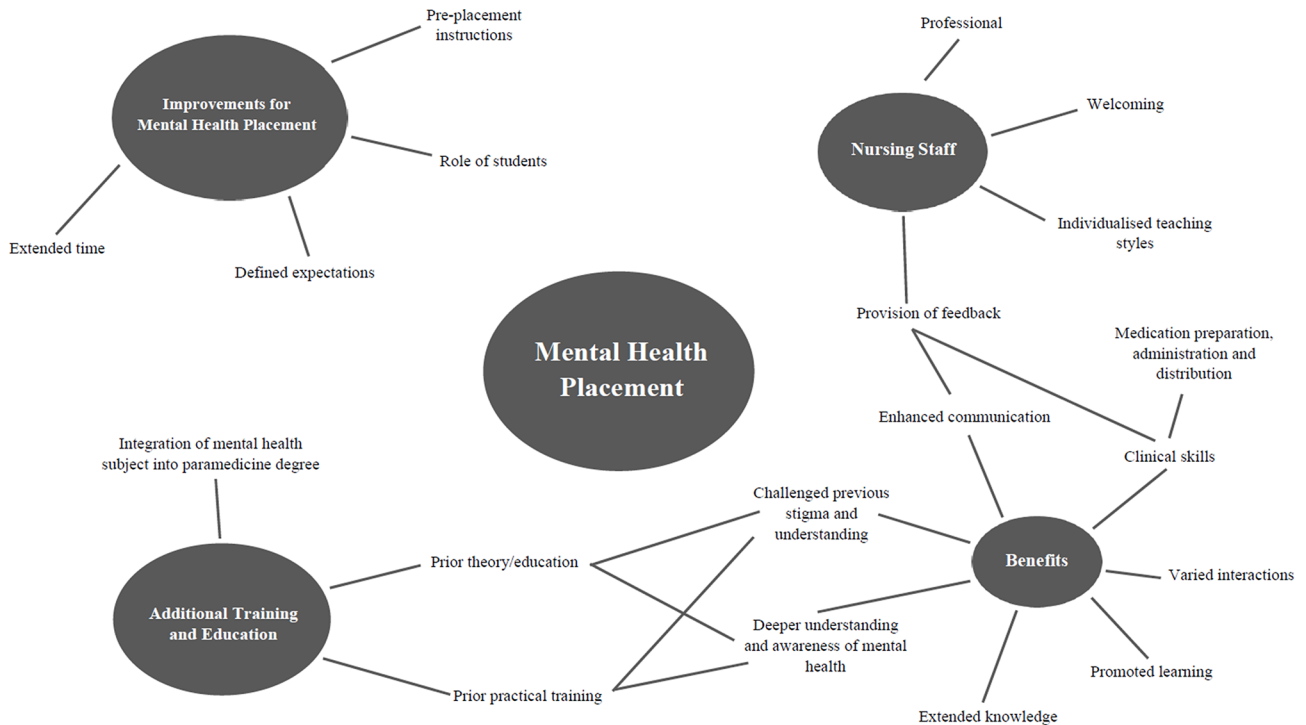 Pre-placement
instructions
Improvements for
Mental Health Placement
Role of students
Extended time
Defined expectations
Professional
Welcoming
Nursing Staff
Individualised teaching
styles
Provision of feedback
Medication preparation,
administration and
distribution
Enhanced communication
Clinical skills
Mental Health
Placement
Integration of mental health
subject into paramedicine degree
Prior theory/education
Additional Training
and Education
Prior practical training
Challenged previous
stigma and
understanding
Deeper understanding
and awareness of mental
health
Benefits
Varied interactions
Promoted learning
Extended knowledge